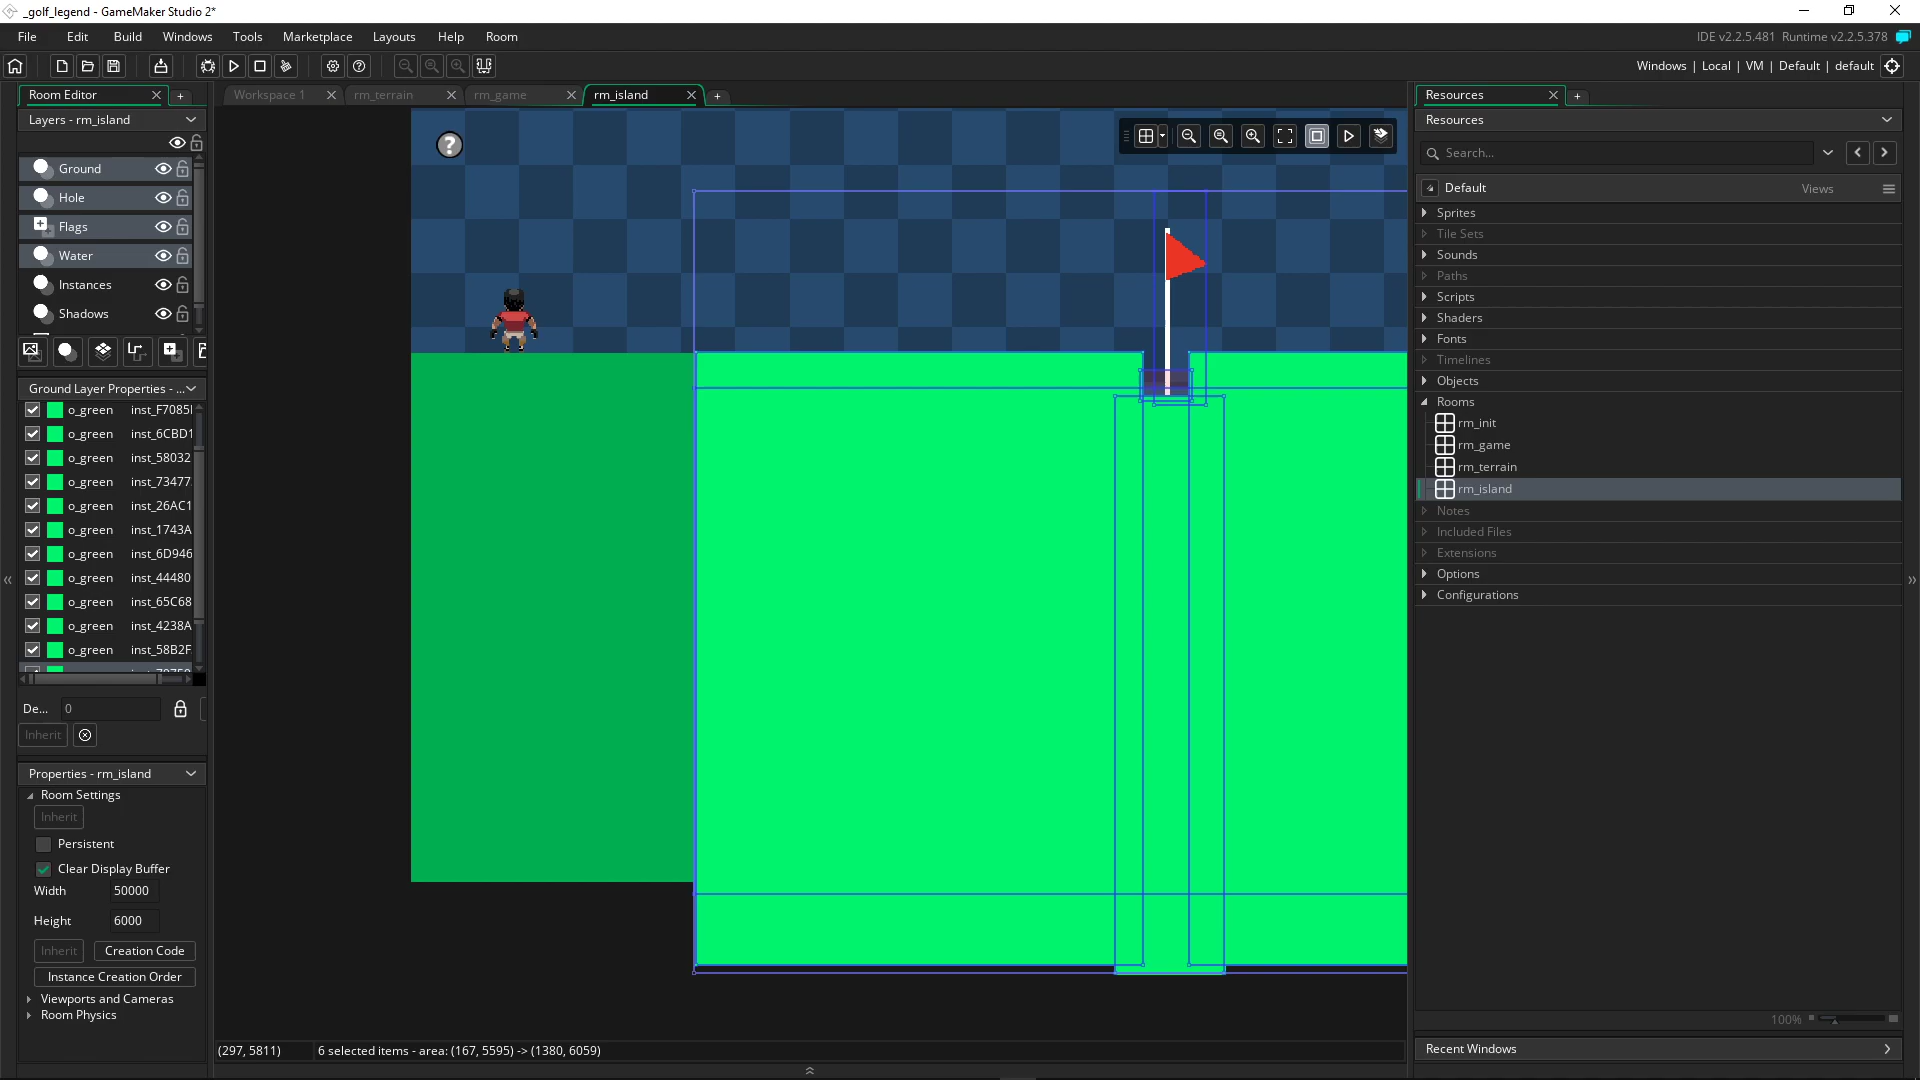 _golf_legend - GameMaker Studio 2*
File Edit Build Windows Tools Marketplace Layouts Help Room
IDE v2.2.5.481 Runtime v2.2.5.378
Windows | Local | VM | Default | default
Room Editor
Workspace 1
rm_terrain
rm_game
rm_island
Resources
Layers - rm_island
Resources
Search...
Ground
Hole
Flags
Water
Instances
Shadows
Default
Views
Sprites
Tile Sets
Sounds
Paths
Scripts
Shaders
Fonts
Timelines
Objects
Rooms
rm_init
rm_game
rm_terrain
rm_island
Notes
Included Files
Extensions
Options
Configurations
Ground Layer Properties - ...
o_green inst_F7085
o_green inst_6CBD1
o_green inst_58032
o_green inst_73477
o_green inst_26AC1
o_green inst_1743A
o_green inst_6D946
o_green inst_44480
o_green inst_65C68
o_green inst_4238A
o_green inst_58B2F
De... 0
Inherit
Properties - rm_island
Room Settings
Inherit
Persistent
Clear Display Buffer
Width 50000
Height 6000
Inherit Creation Code
Instance Creation Order
Viewports and Cameras
Room Physics
(297, 5811) 6 selected items - area: (167, 5595) -> (1380, 6059)
100%
Recent Windows